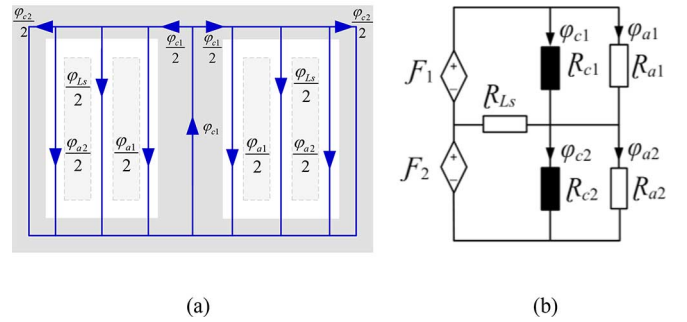 φc2/2 φc1/2 φc1/2 φc2/2
φLs/2 φLs/2
φc1
φa2/2 φa1/2 φa1/2 φa2/2
(a)
φc1 φa1
F1 Rc1 Ra1
RLs
φc2 φa2
F2 Rc2 Ra2
(b)